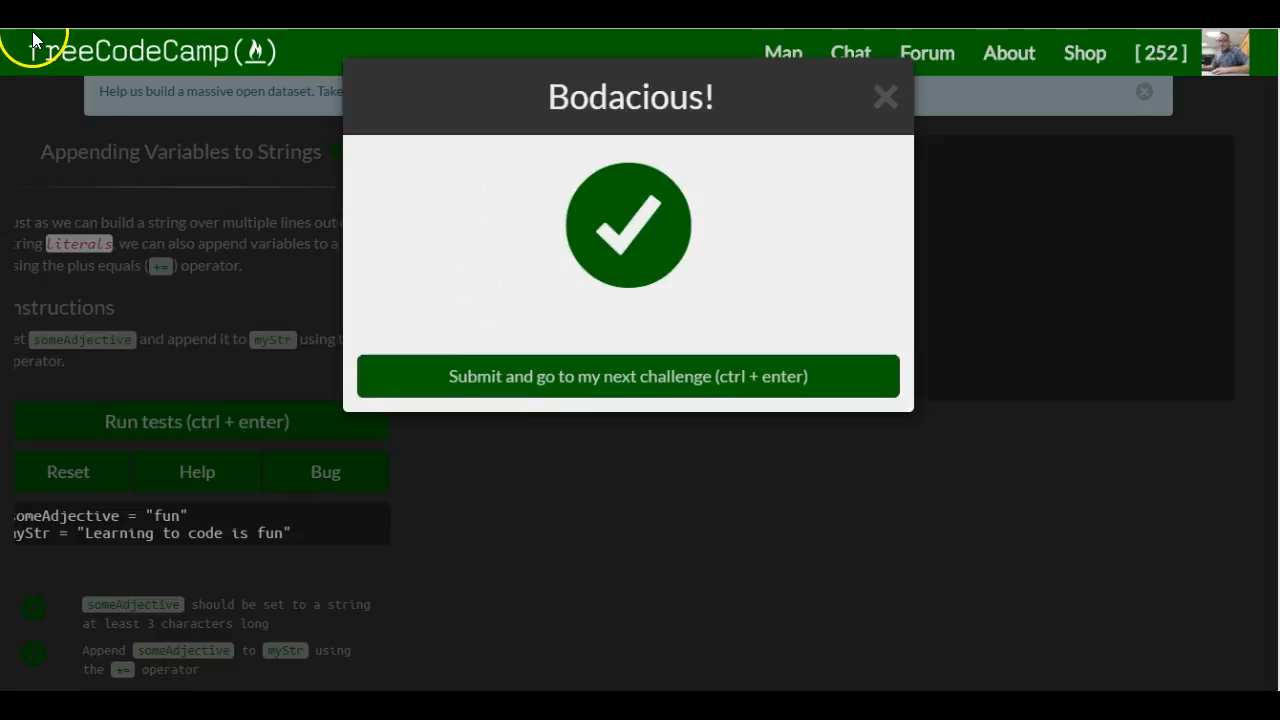 freeCodeCamp
Map Chat Forum About Shop [ 252 ]
Help us build a massive open dataset. Take
Bodacious!
Appending Variables to Strings
ust as we can build a string over multiple lines out
tring literals, we can also append variables to a
sing the plus equals ( += ) operator.
nstructions
et someAdjective and append it to myStr using
perator.
Submit and go to my next challenge (ctrl + enter)
Run tests (ctrl + enter)
Reset Help Bug
someAdjective = "fun"
myStr = "Learning to code is fun"
someAdjective should be set to a string
at least 3 characters long
Append someAdjective to myStr using
the += operator